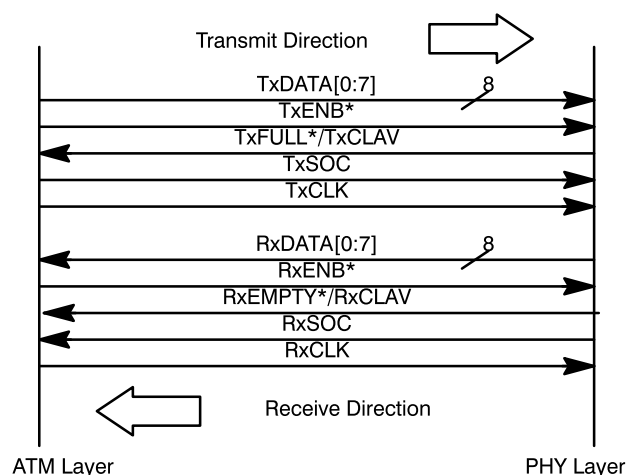 Transmit Direction
TxDATA[0:7]
8
TxENB*
TxFULL*/TxCLAV
TxSOC
TxCLK
RxDATA[0:7]
8
RxENB*
RxEMPTY*/RxCLAV
RxSOC
RxCLK
Receive Direction
ATM Layer
PHY Layer